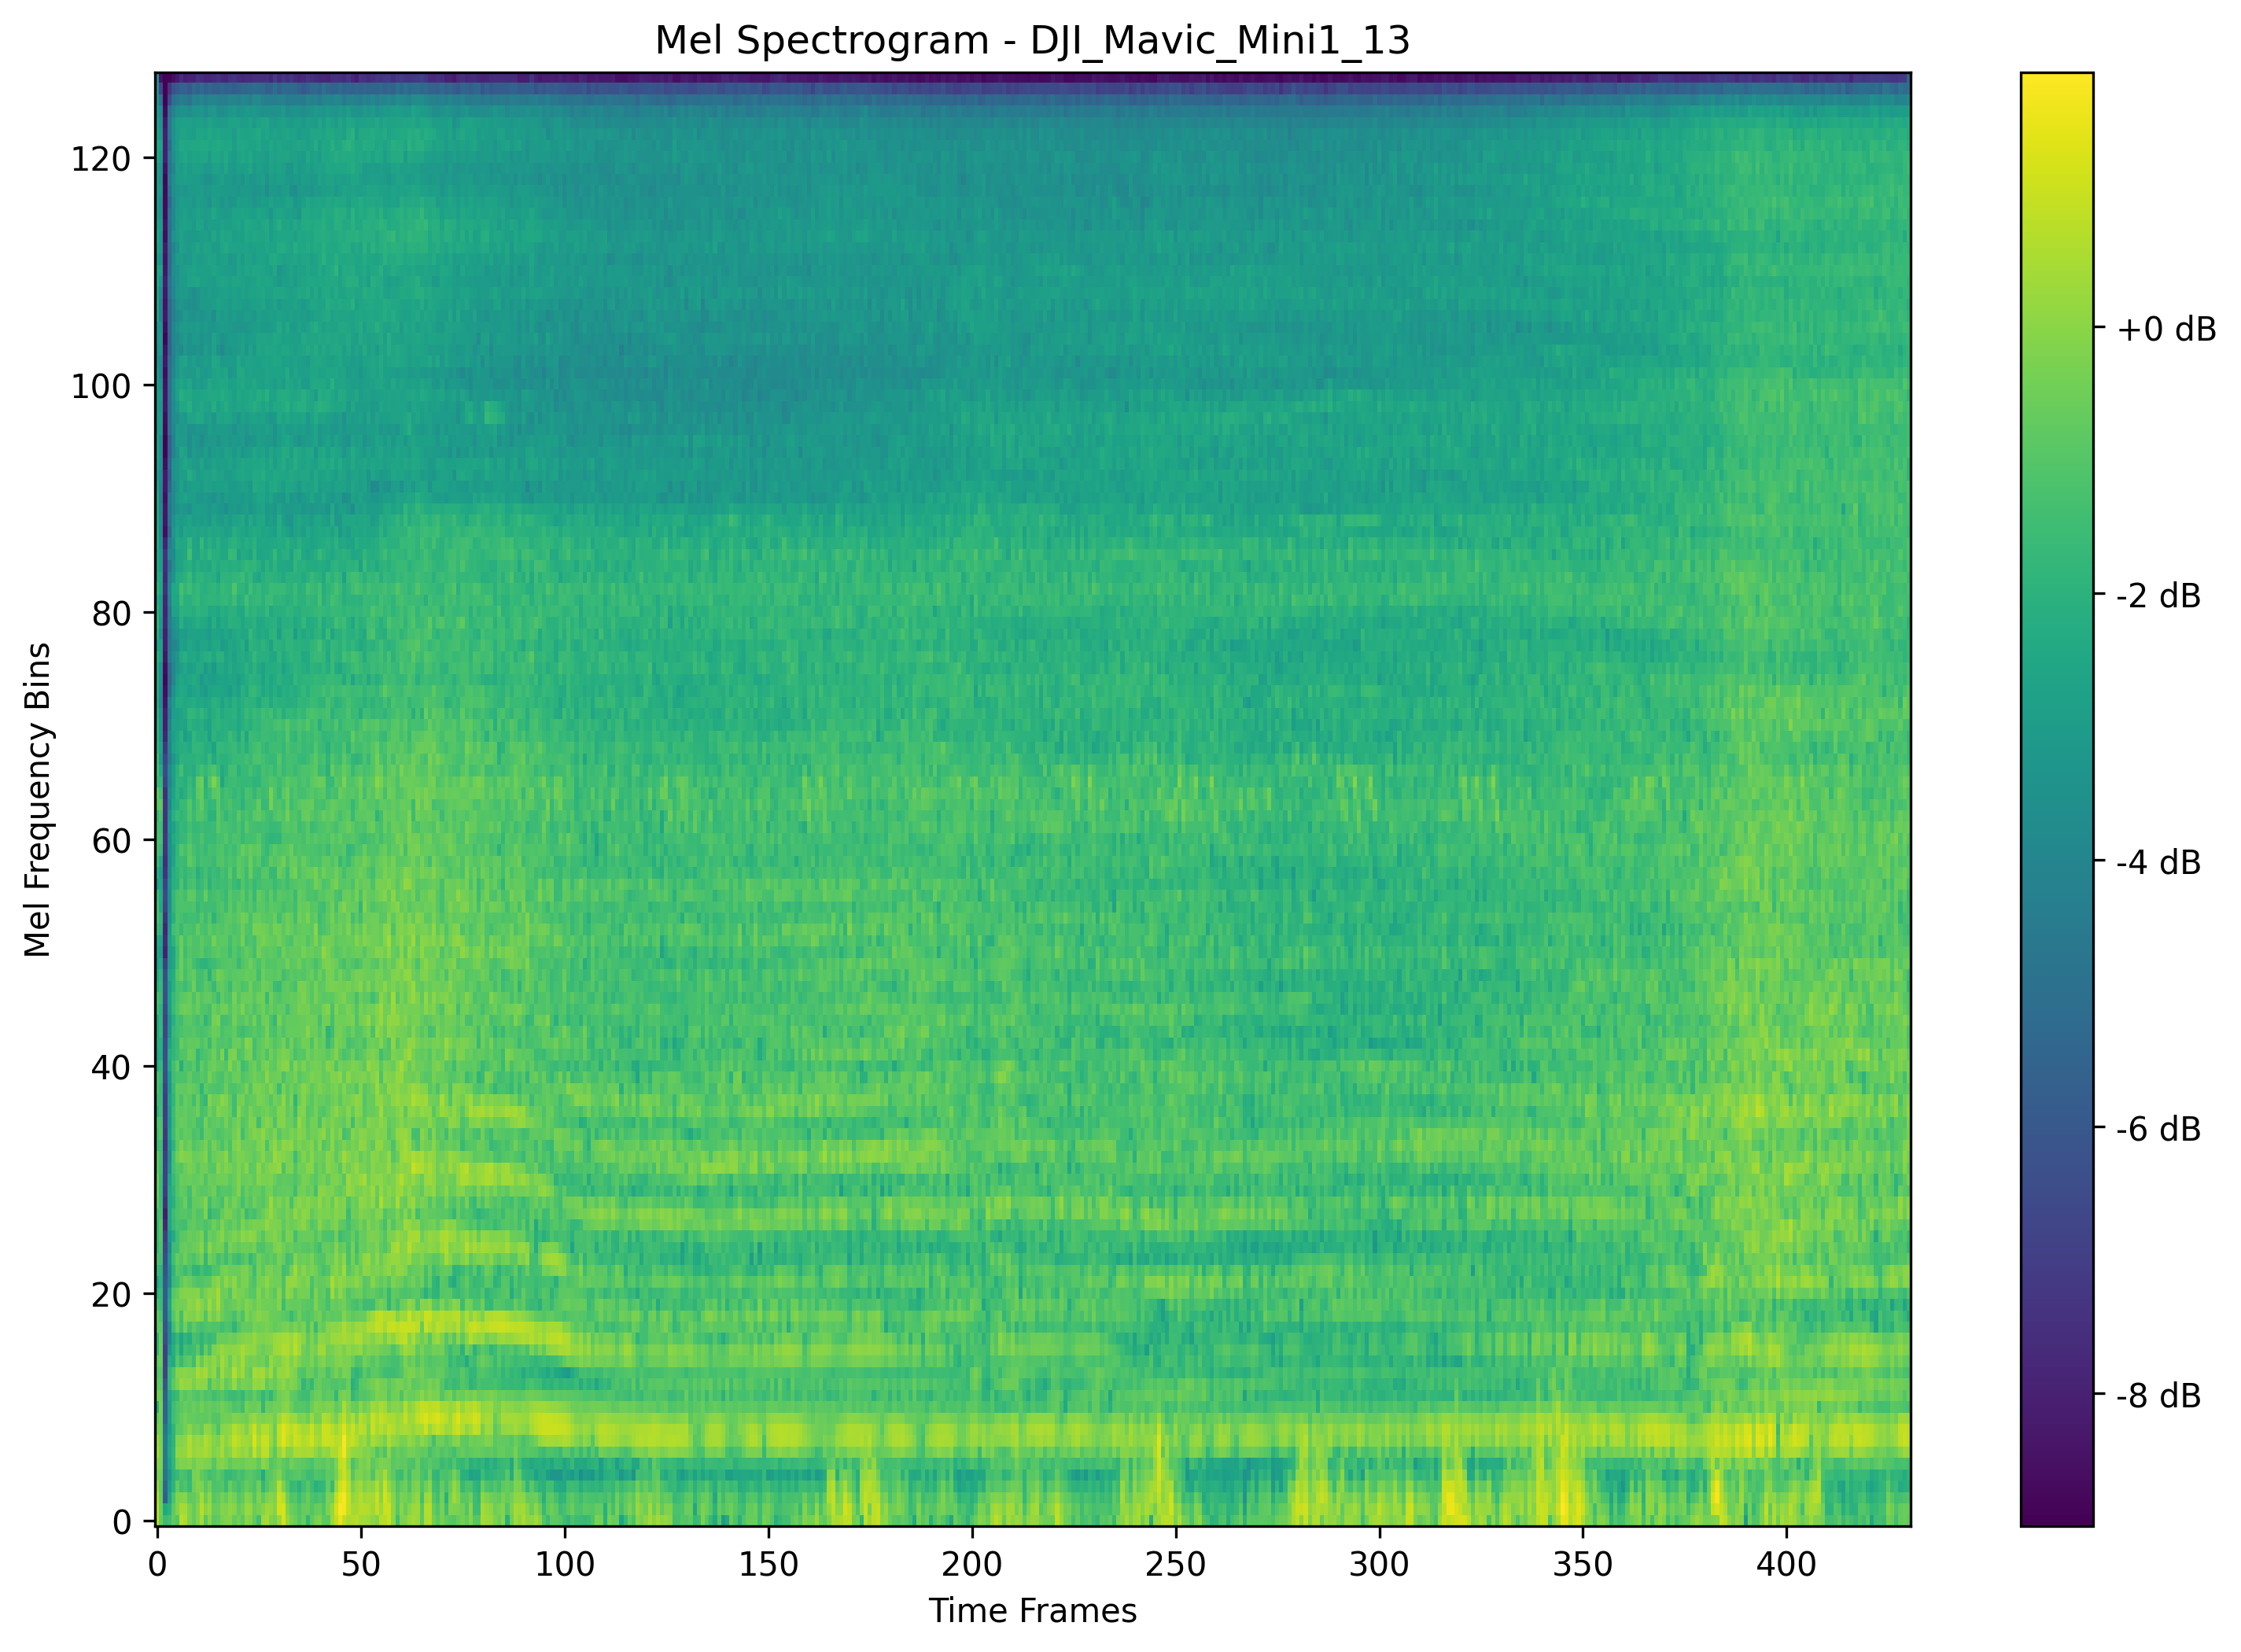 Mel Spectrogram - DJI_Mavic_Mini1_13
Mel Frequency Bins
120
100
80
60
40
20
0
0 50 100 150 200 250 300 350 400
Time Frames
+0 dB
-2 dB
-4 dB
-6 dB
-8 dB